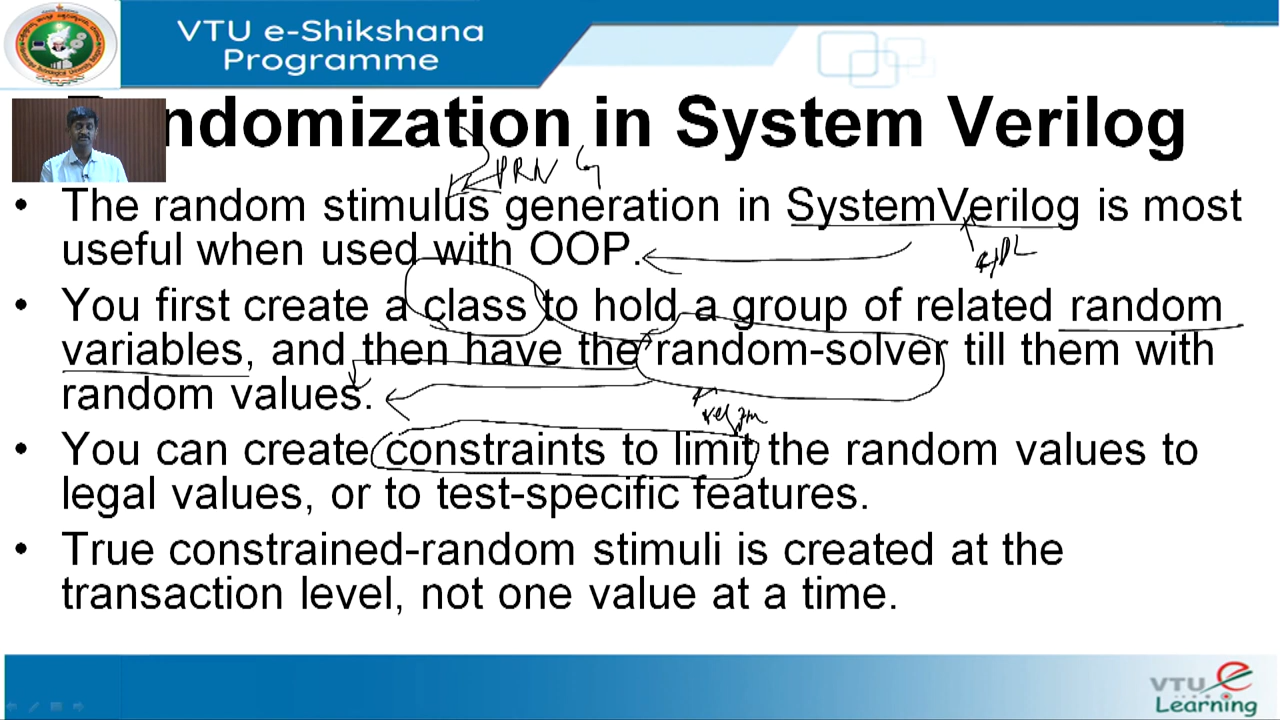 VTU e-Shikshana
Programme
ndomization in System Verilog
PRN G
• The random stimulus generation in SystemVerilog is most
useful when used with OOP.
• You first create a class to hold a group of related random
variables, and then have the random-solver till them with
random values.
• You can create constraints to limit the random values to
legal values, or to test-specific features.
• True constrained-random stimuli is created at the
transaction level, not one value at a time.
VTU e
Learning